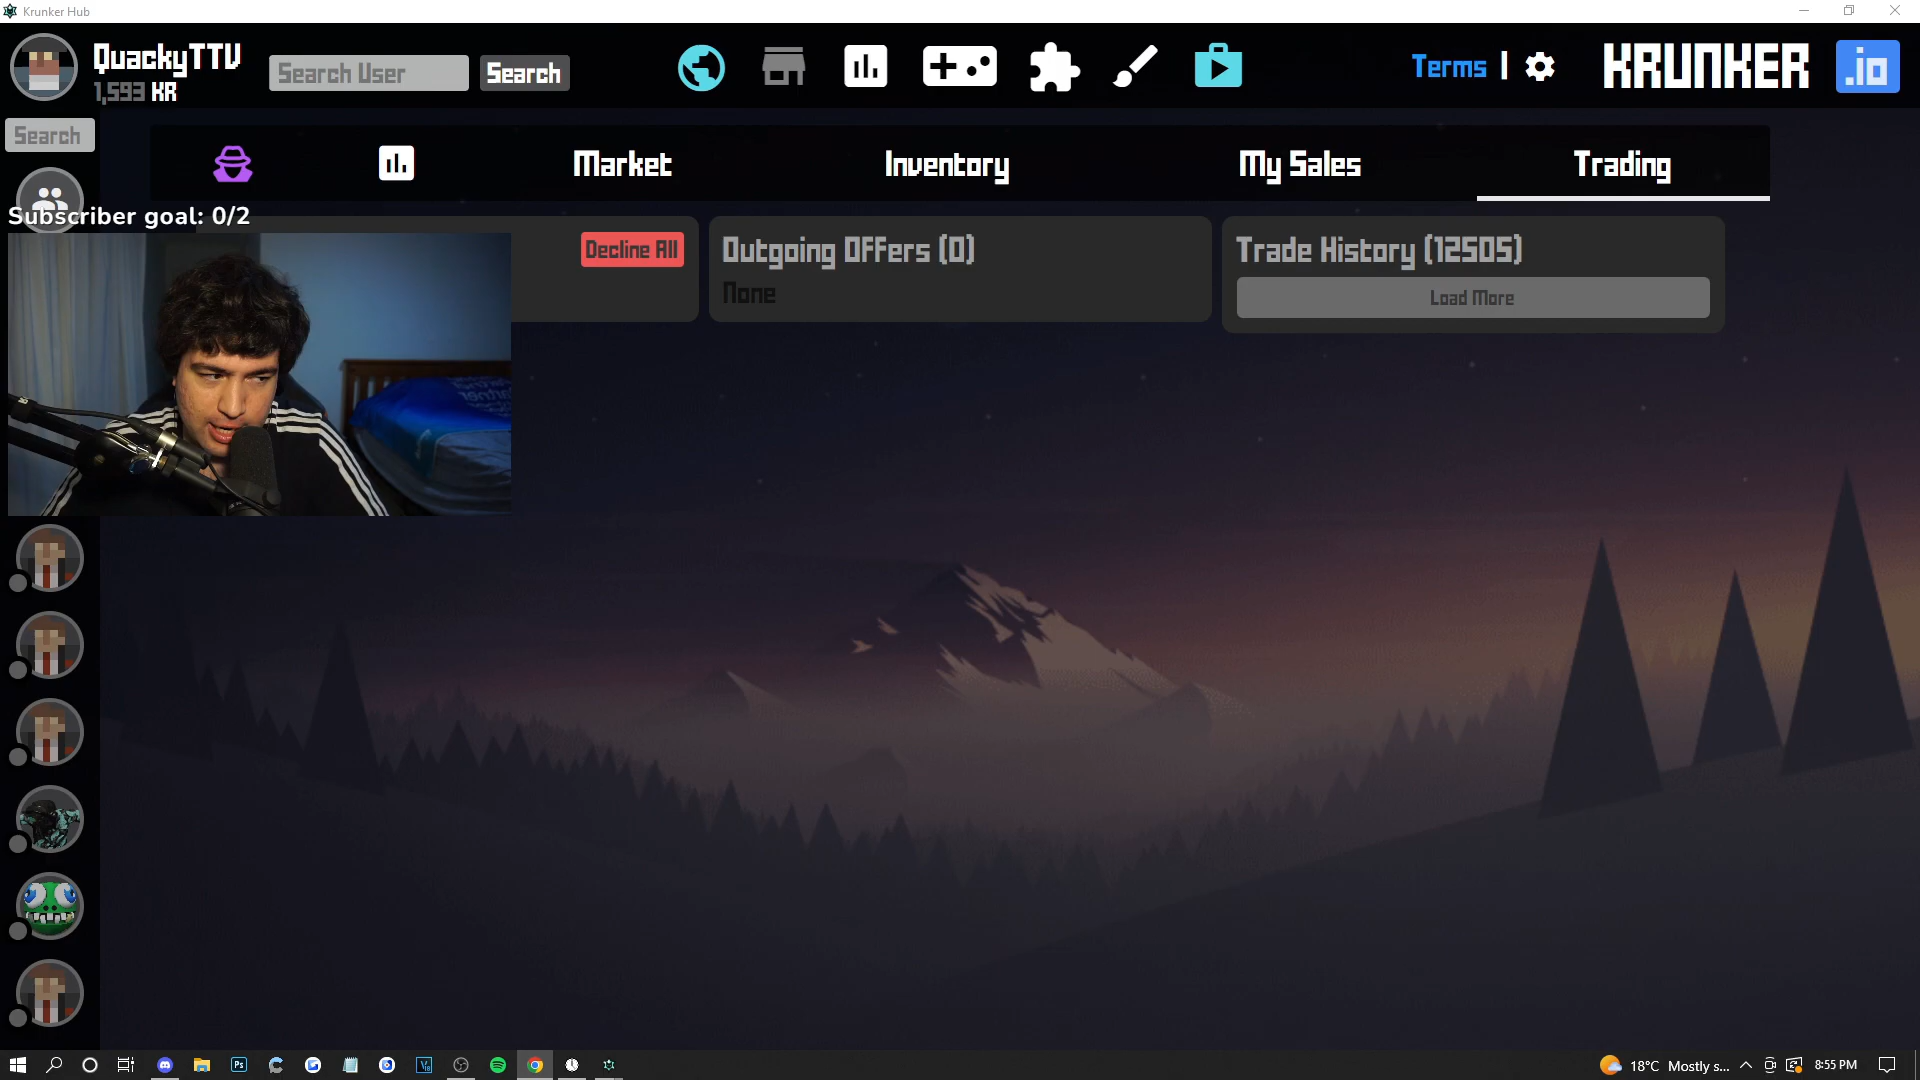 Krunker Hub
QuackyTTV
1,593 KR
Search User
Search
Terms |
KRUNKER .io
Search
Market
Inventory
My Sales
Trading
Subscriber goal: 0/2
Decline All
Outgoing Offers (0)
None
Trade History (12505)
Load More
18°C Mostly s...
8:55 PM